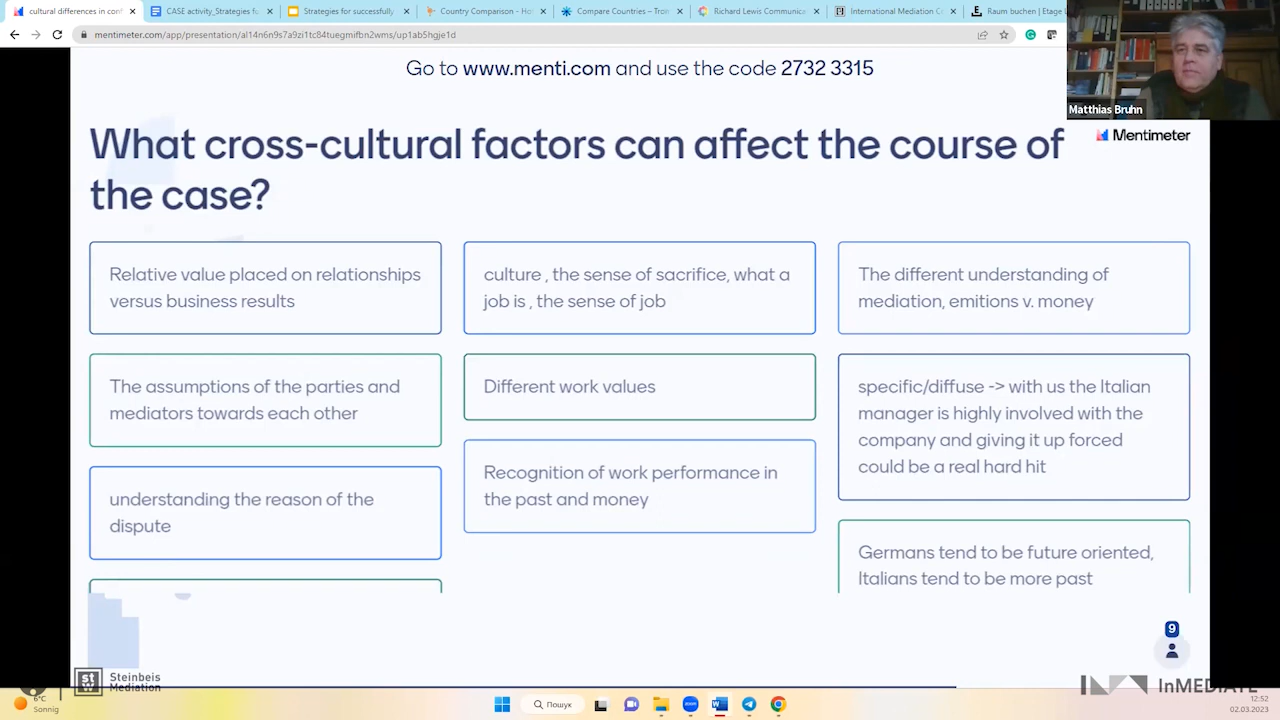 cultural differences in conf
CASE activity_Strategies f
Strategies for successfully
Country Comparison - Ho
Compare Countries – Troi
Richard Lewis Communica
International Mediation C
Raum buchen | Etage
mentimeter.com/app/presentation/al14n6n9s7a9zi1tc84tuegmifbn2wms/up1ab5hgje1d
Matthias Bruhn
Go to www.menti.com and use the code 2732 3315
Mentimeter
What cross-cultural factors can affect the course of
the case?
Relative value placed on relationships
versus business results
The assumptions of the parties and
mediators towards each other
understanding the reason of the
dispute
culture , the sense of sacrifice, what a
job is , the sense of job
Different work values
Recognition of work performance in
the past and money
The different understanding of
mediation, emitions v. money
specific/diffuse -> with us the Italian
manager is highly involved with the
company and giving it up forced
could be a real hard hit
Germans tend to be future oriented,
Italians tend to be more past
9
stw
Steinbeis
Mediation
InMEDIATE
6°C
Sonnig
Пошук
12:52
02.03.2023